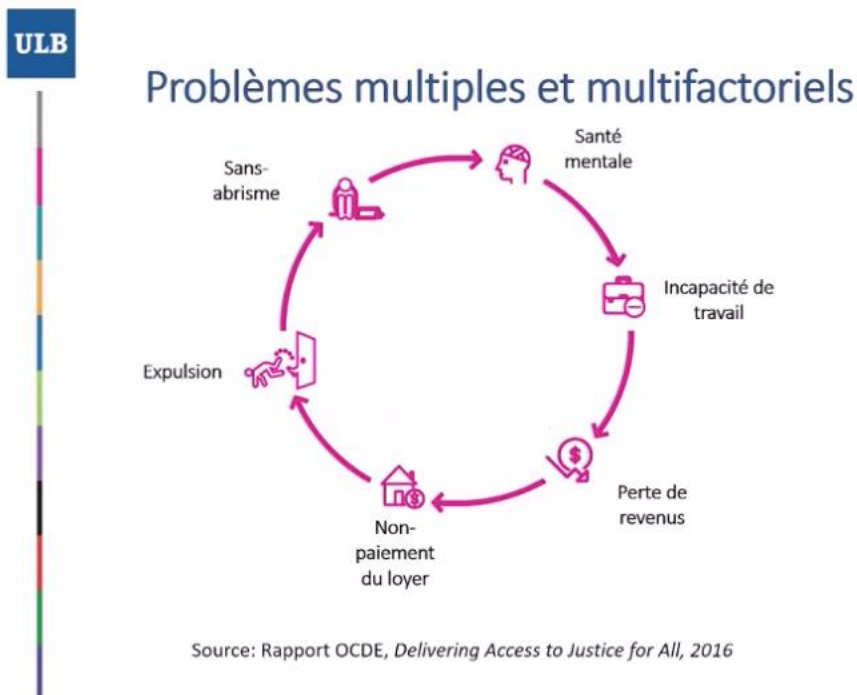 ULB
Problèmes multiples et multifactoriels
Santé
mentale
Sans-
abrisme
Incapacité de
travail
Expulsion
Perte de
revenus
Non-
paiement
du loyer
Source: Rapport OCDE, Delivering Access to Justice for All, 2016